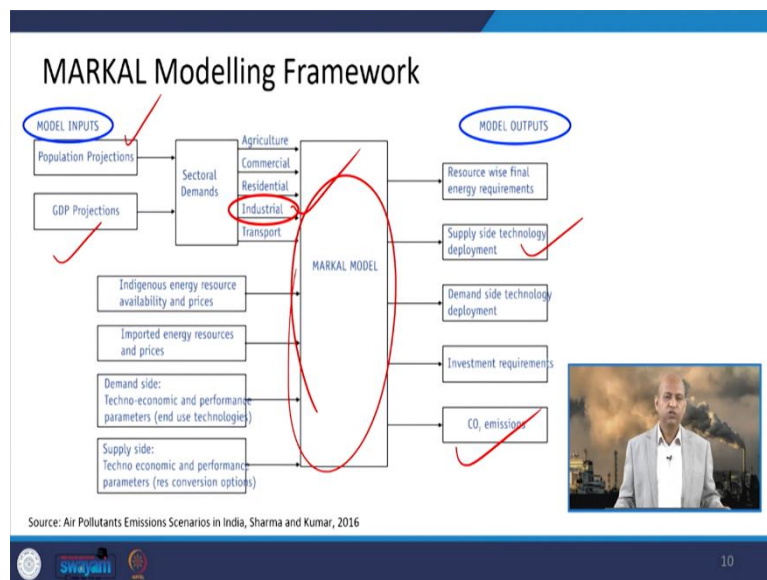 MARKAL Modelling Framework
MODEL INPUTS
MODEL OUTPUTS
Population Projections
GDP Projections
Sectoral
Demands
Agriculture
Commercial
Residential
Industrial
Transport
Indigenous energy resource
availability and prices
Imported energy resources
and prices
Demand side:
Techno-economic and performance
parameters (end use technologies)
Supply side:
Techno economic and performance
parameters (res conversion options)
MARKAL MODEL
Resource wise final
energy requirements
Supply side technology
deployment
Demand side technology
deployment
Investment requirements
CO₂ emissions
Source: Air Pollutants Emissions Scenarios in India, Sharma and Kumar, 2016
swayam
10